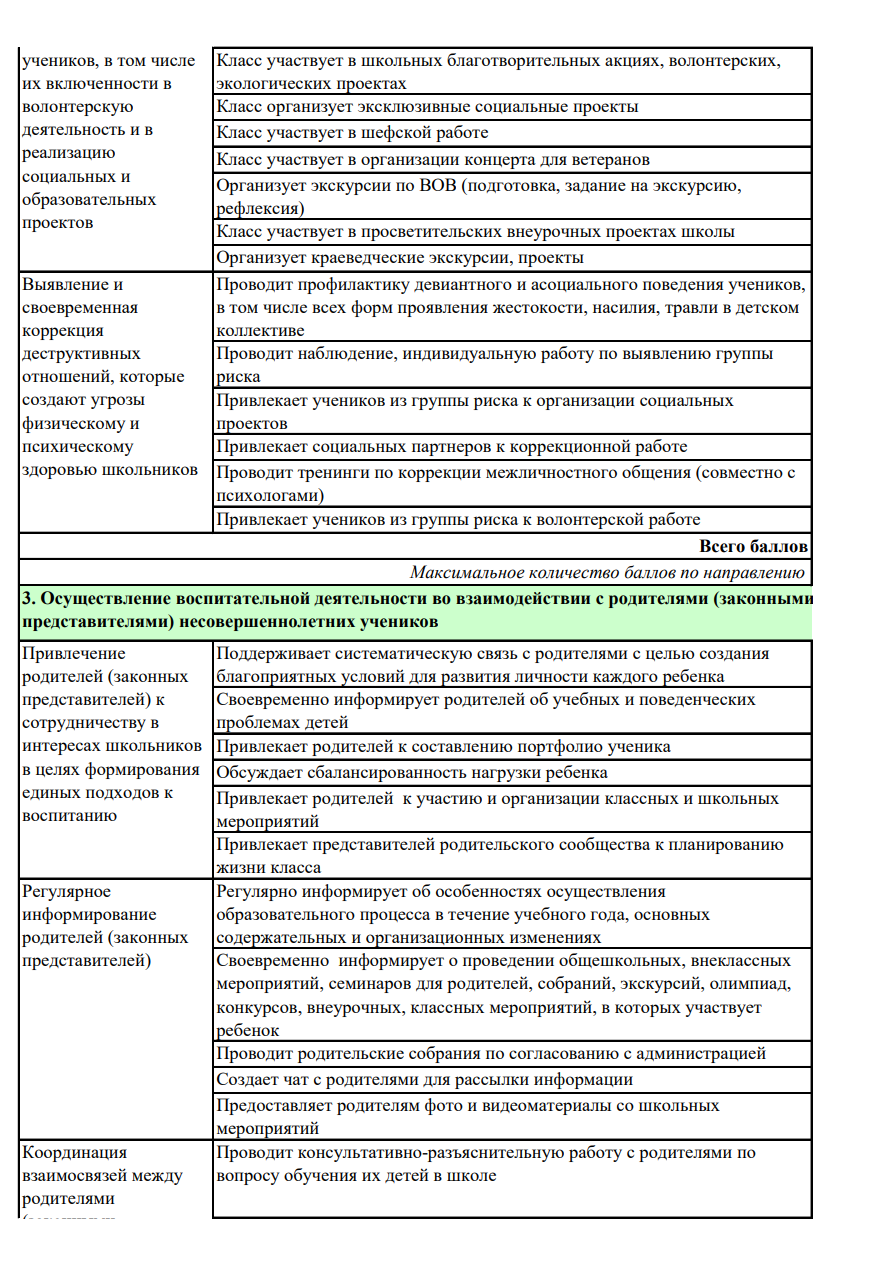 учеников, в том числе
их включенности в
волонтерскую
деятельность и в
реализацию
социальных и
образовательных
проектов
Класс участвует в школьных благотворительных акциях, волонтерских,
экологических проектах
Класс организует эксклюзивные социальные проекты
Класс участвует в шефской работе
Класс участвует в организации концерта для ветеранов
Организует экскурсии по ВОВ (подготовка, задание на экскурсию,
рефлексия)
Класс участвует в просветительских внеурочных проектах школы
Организует краеведческие экскурсии, проекты
Выявление и
своевременная
коррекция
деструктивных
отношений, которые
создают угрозы
физическому и
психическому
здоровью школьников
Проводит профилактику девиантного и асоциального поведения учеников,
в том числе всех форм проявления жестокости, насилия, травли в детском
коллективе
Проводит наблюдение, индивидуальную работу по выявлению группы
риска
Привлекает учеников из группы риска к организации социальных
проектов
Привлекает социальных партнеров к коррекционной работе
Проводит тренинги по коррекции межличностного общения (совместно с
психологами)
Привлекает учеников из группы риска к волонтерской работе
Всего баллов
Максимальное количество баллов по направлению
3. Осуществление воспитательной деятельности во взаимодействии с родителями (законными
представителями) несовершеннолетних учеников
Привлечение
родителей (законных
представителей) к
сотрудничеству в
интересах школьников
в целях формирования
единых подходов к
воспитанию
Поддерживает систематическую связь с родителями с целью создания
благоприятных условий для развития личности каждого ребенка
Своевременно информирует родителей об учебных и поведенческих
проблемах детей
Привлекает родителей к составлению портфолио ученика
Обсуждает сбалансированность нагрузки ребенка
Привлекает родителей  к участию и организации классных и школьных
мероприятий
Привлекает представителей родительского сообщества к планированию
жизни класса
Регулярное
информирование
родителей (законных
представителей)
Регулярно информирует об особенностях осуществления
образовательного процесса в течение учебного года, основных
содержательных и организационных изменениях
Своевременно  информирует о проведении общешкольных, внеклассных
мероприятий, семинаров для родителей, собраний, экскурсий, олимпиад,
конкурсов, внеурочных, классных мероприятий, в которых участвует
ребенок
Проводит родительские собрания по согласованию с администрацией
Создает чат с родителями для рассылки информации
Предоставляет родителям фото и видеоматериалы со школьных
мероприятий
Координация
взаимосвязей между
родителями
Проводит консультативно-разъяснительную работу с родителями по
вопросу обучения их детей в школе